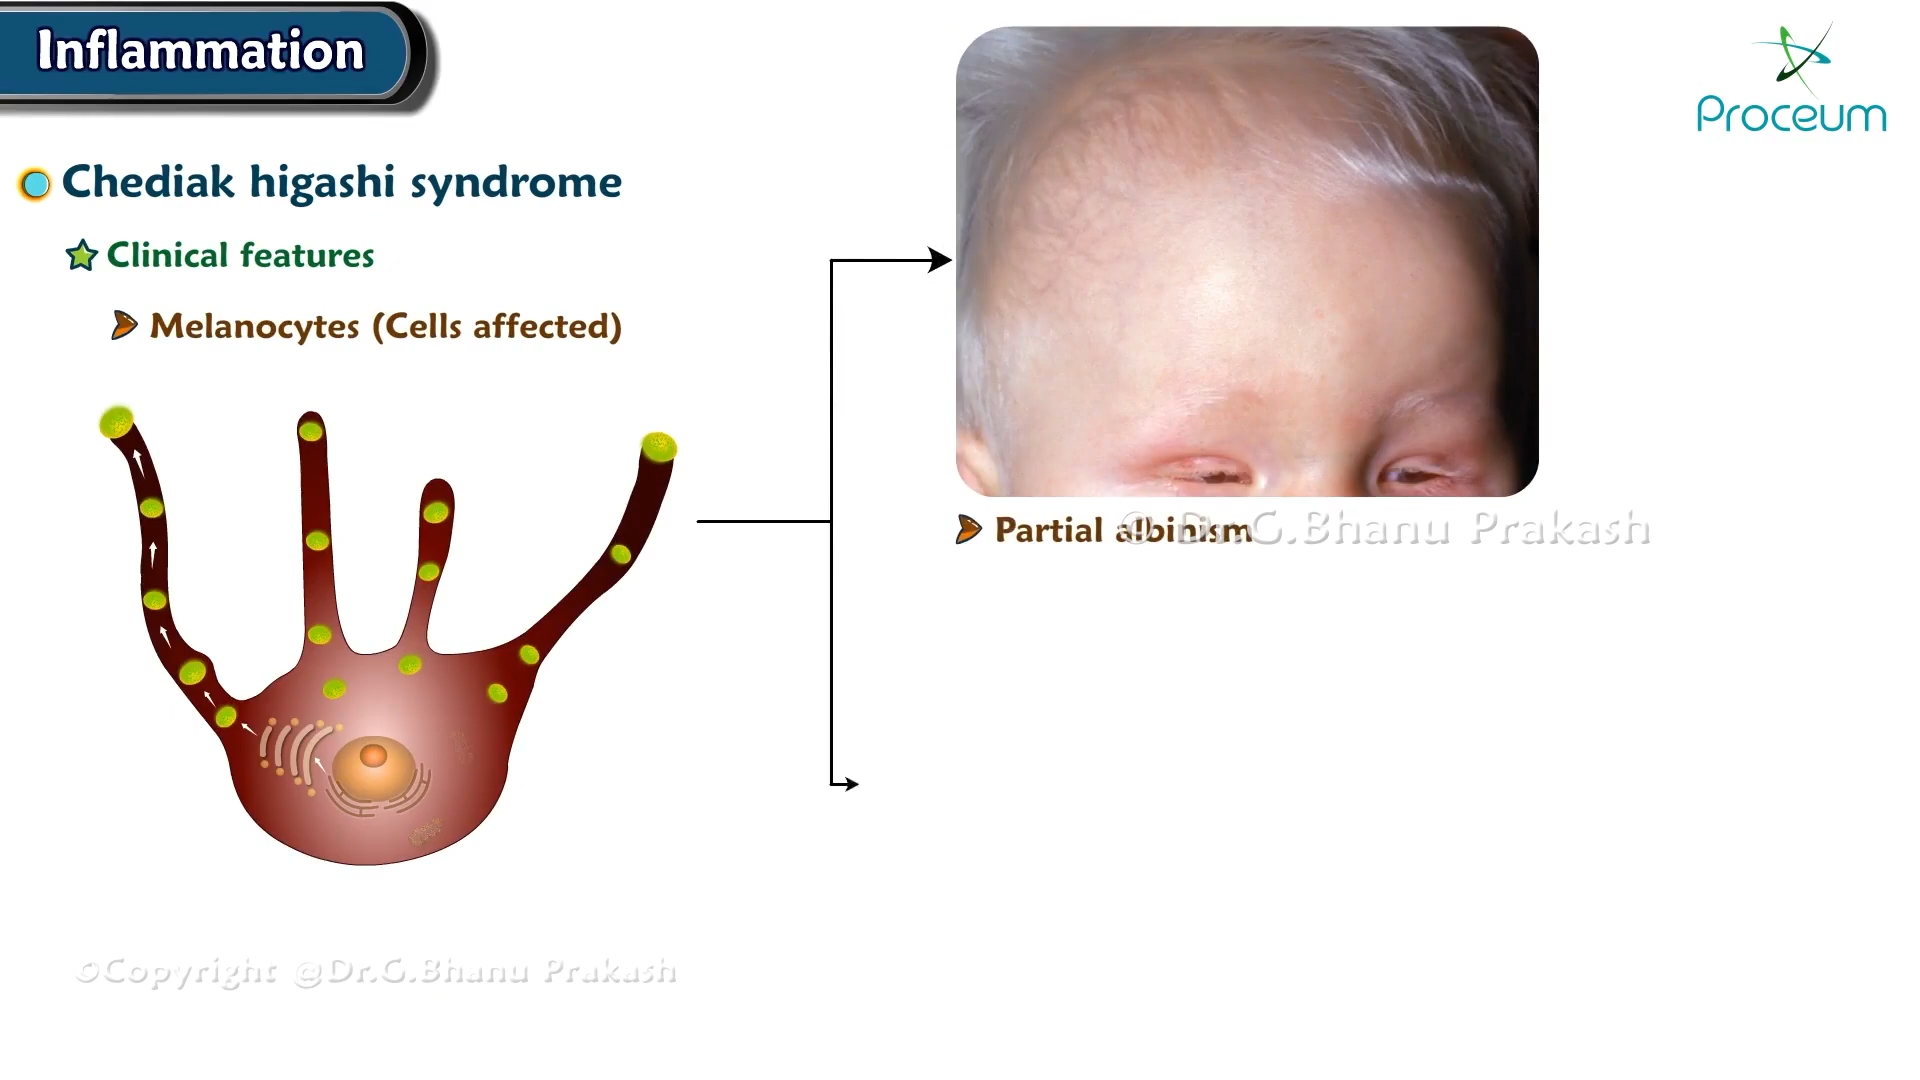 Inflammation
Proceum
Chediak higashi syndrome
Clinical features
Melanocytes (Cells affected)
Partial albinism
© Dr.G.Bhanu Prakash
©Copyright @Dr.G.Bhanu Prakash